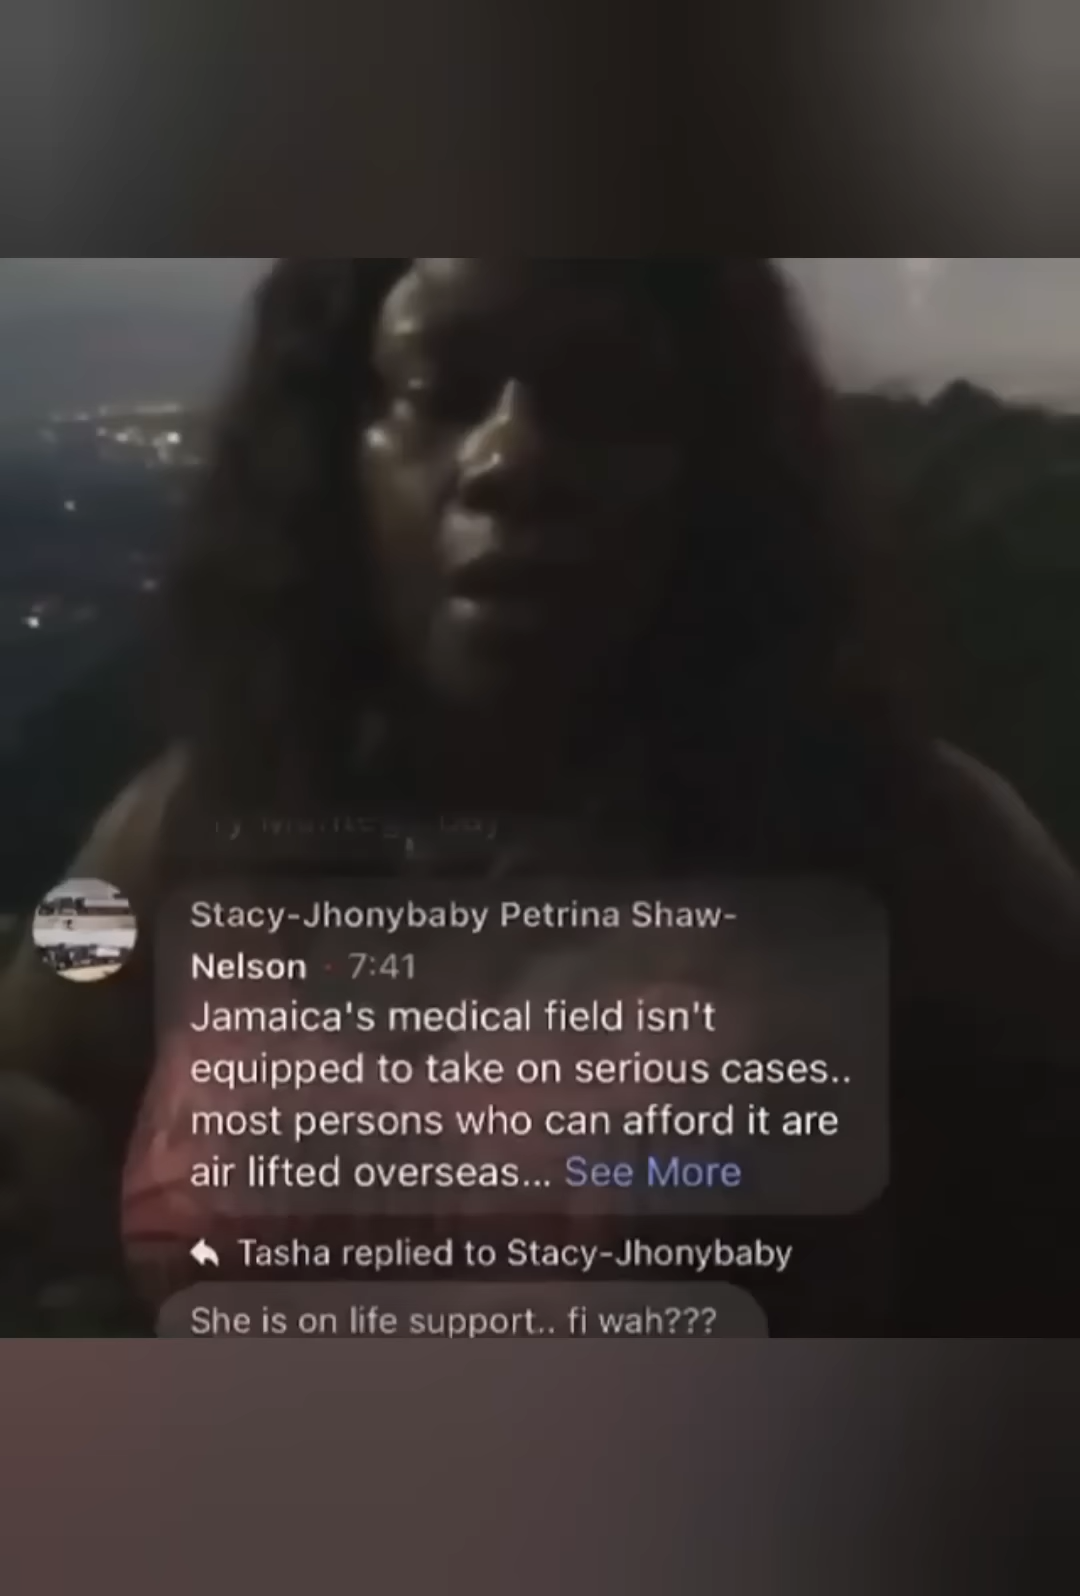 Stacy-Jhonybaby Petrina Shaw-
Nelson · 7:41
Jamaica's medical field isn't
equipped to take on serious cases..
most persons who can afford it are
air lifted overseas... See More
Tasha replied to Stacy-Jhonybaby
She is on life support.. fi wah???